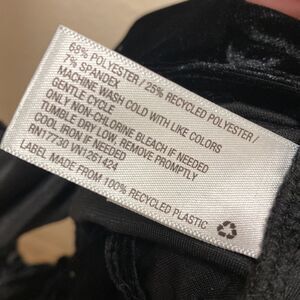 68% POLYESTER / 25% RECYCLED POLYESTER /
7% SPANDEX
MACHINE WASH COLD WITH LIKE COLORS
GENTLE CYCLE
ONLY NON-CHLORINE BLEACH IF NEEDED
TUMBLE DRY LOW, REMOVE PROMPTLY
COOL IRON IF NEEDED
RN17730 VN1261424
LABEL MADE FROM 100% RECYCLED PLASTIC